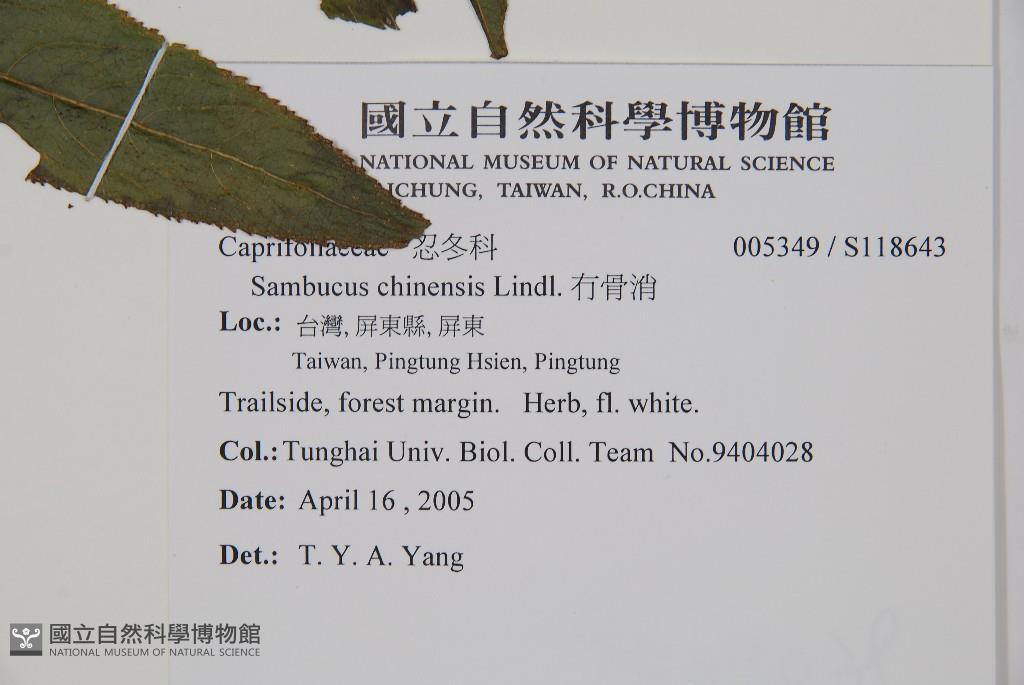 國立自然科學博物館
NATIONAL MUSEUM OF NATURAL SCIENCE
TAIWAN, R.O.CHINA
忍冬科 005349 / S118643
Sambucus chinensis Lindl. 冇骨消
Loc.: 台灣, 屏東縣, 屏東
Taiwan, Pingtung Hsien, Pingtung
Trailside, forest margin. Herb, fl. white.
Col.: Tunghai Univ. Biol. Coll. Team No.9404028
Date: April 16 , 2005
Det.: T. Y. A. Yang
國立自然科學博物館
NATIONAL MUSEUM OF NATURAL SCIENCE